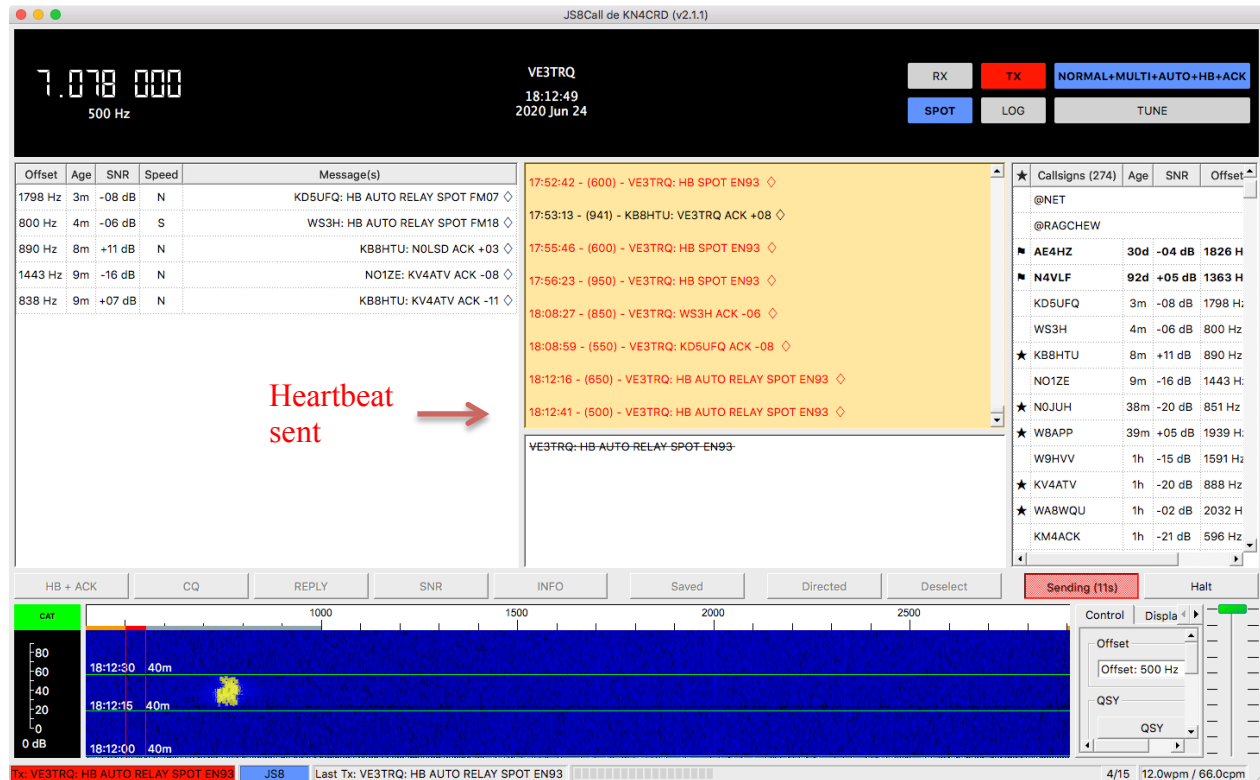 JS8Call de KN4CRD (v2.1.1)
7.078 000
500 Hz
VE3TRQ
18:12:49
2020 Jun 24
RX
TX
NORMAL+MULTI+AUTO+HB+ACK
SPOT
LOG
TUNE
Offset Age SNR Speed Message(s)
1798 Hz 3m -08 dB N KD5UFQ: HB AUTO RELAY SPOT FM07 ♢
800 Hz 4m -06 dB S WS3H: HB AUTO RELAY SPOT FM18 ♢
890 Hz 8m +11 dB N KB8HTU: N0LSD ACK +03 ♢
1443 Hz 9m -16 dB N NO1ZE: KV4ATV ACK -08 ♢
838 Hz 9m +07 dB N KB8HTU: KV4ATV ACK -11 ♢
17:52:42 - (600) - VE3TRQ: HB SPOT EN93 ♢
17:53:13 - (941) - KB8HTU: VE3TRQ ACK +08 ♢
17:55:46 - (600) - VE3TRQ: HB SPOT EN93 ♢
17:56:23 - (950) - VE3TRQ: HB SPOT EN93 ♢
18:08:27 - (850) - VE3TRQ: WS3H ACK -06 ♢
18:08:59 - (550) - VE3TRQ: KD5UFQ ACK -08 ♢
18:12:16 - (650) - VE3TRQ: HB AUTO RELAY SPOT EN93 ♢
18:12:41 - (500) - VE3TRQ: HB AUTO RELAY SPOT EN93 ♢
Heartbeat
sent
VE3TRQ: HB AUTO RELAY SPOT EN93
★ Callsigns (274) Age SNR Offset
@NET
@RAGCHEW
AE4HZ 30d -04 dB 1826 H
N4VLF 92d +05 dB 1363 H
KD5UFQ 3m -08 dB 1798 Hz
WS3H 4m -06 dB 800 Hz
★ KB8HTU 8m +11 dB 890 Hz
NO1ZE 9m -16 dB 1443 H
★ N0JUH 38m -20 dB 851 Hz
★ W8APP 39m +05 dB 1939 H
W9HVV 1h -15 dB 1591 Hz
★ KV4ATV 1h -20 dB 888 Hz
★ WA8WQU 1h -02 dB 2032 H
KM4ACK 1h -21 dB 596 Hz
HB + ACK
CQ
REPLY
SNR
INFO
Saved
Directed
Deselect
Sending (11s)
Halt
CAT
1000 1500 2000 2500
80
60
40
20
0
0 dB
18:12:30 40m
18:12:15 40m
18:12:00 40m
Control
Displa
Offset
Offset: 500 Hz
QSY
QSY
Tx: VE3TRQ: HB AUTO RELAY SPOT EN93
JS8
Last Tx: VE3TRQ: HB AUTO RELAY SPOT EN93
4/15
12.0wpm / 66.0cpm